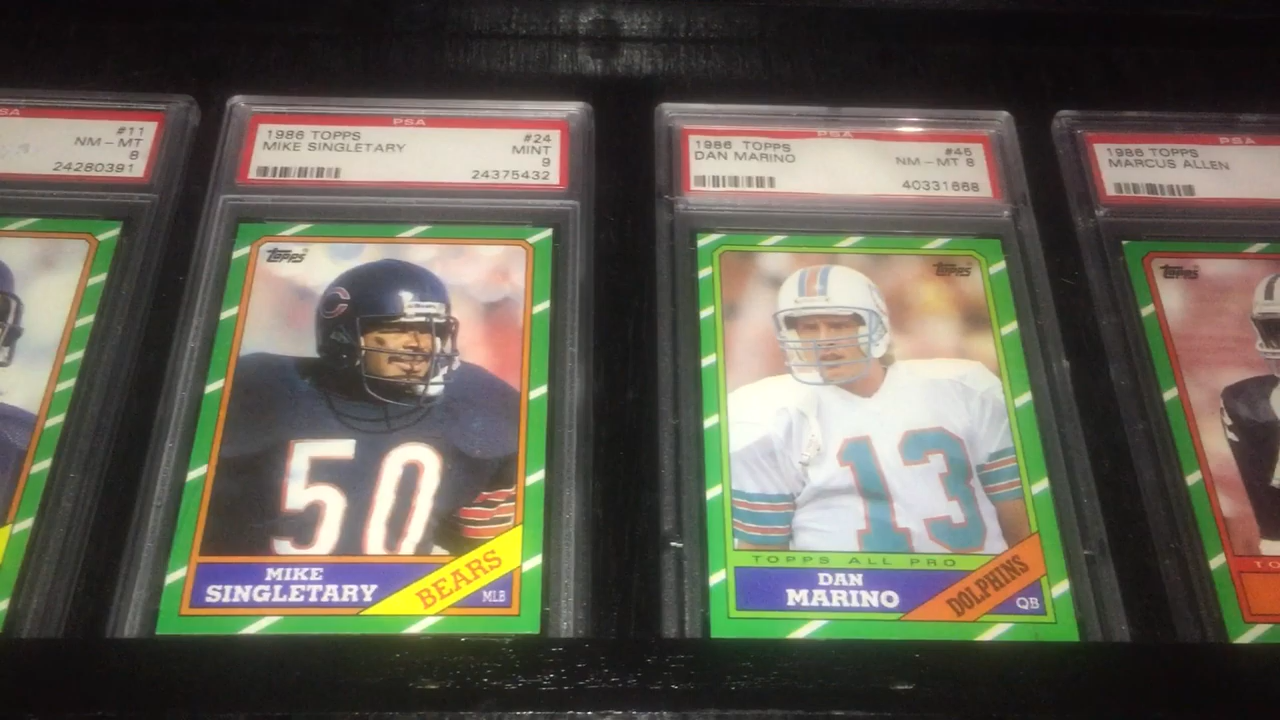 PSA
#11
NM - MT
8
24280391
PSA
1986 TOPPS #24
MIKE SINGLETARY MINT
9
24375432
PSA
1986 TOPPS #45
DAN MARINO NM - MT 8
40331668
PSA
1986 TOPPS
MARCUS ALLEN
Topps
C
50
MIKE
SINGLETARY
BEARS
MLB
Topps
13
TOPPS ALL PRO
DAN
MARINO
DOLPHINS
QB
Topps
TO